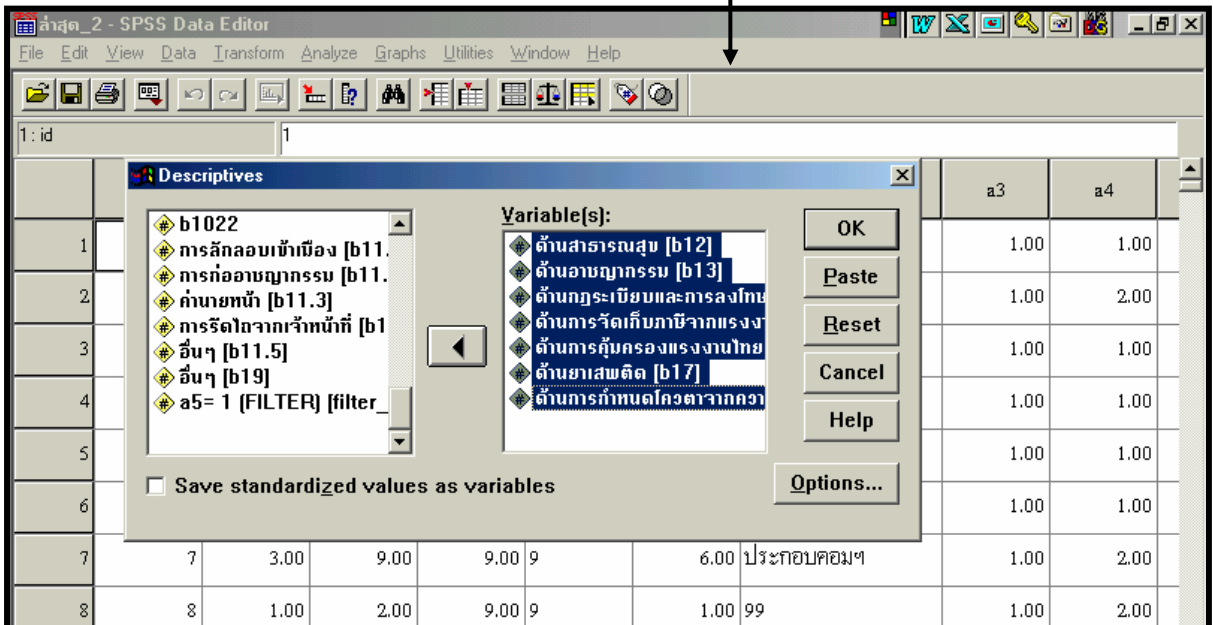 ล่าสุด_2 - SPSS Data Editor
File Edit View Data Transform Analyze Graphs Utilities Window Help
1 : id 1
Descriptives
a3 a4
b1022
การลักลอบเข้าเมือง [b11.
การก่ออาชญากรรม [b11.
ค่านายหน้า [b11.3]
การรีดไถจากเจ้าหน้าที่ [b1
อื่นๆ [b11.5]
อื่นๆ [b19]
a5= 1 (FILTER) [filter_
Variable(s):
ด้านสาธารณสุข [b12]
ด้านอาชญากรรม [b13]
ด้านกฎระเบียบและการลงโทษ
ด้านการจัดเก็บภาษีจากแรงงา
ด้านการคุ้มครองแรงงานไทย
ด้านยาเสพติด [b17]
ด้านการกำหนดโควตาจากควา
OK
Paste
Reset
Cancel
Help
Save standardized values as variables
Options...
1 1.00 1.00
2 1.00 2.00
3 1.00 1.00
4 1.00 1.00
5 1.00 1.00
6 1.00 1.00
7 7 3.00 9.00 9.00 9 6.00 ประกอบคอมฯ 1.00 2.00
8 8 1.00 2.00 9.00 9 1.00 99 1.00 2.00